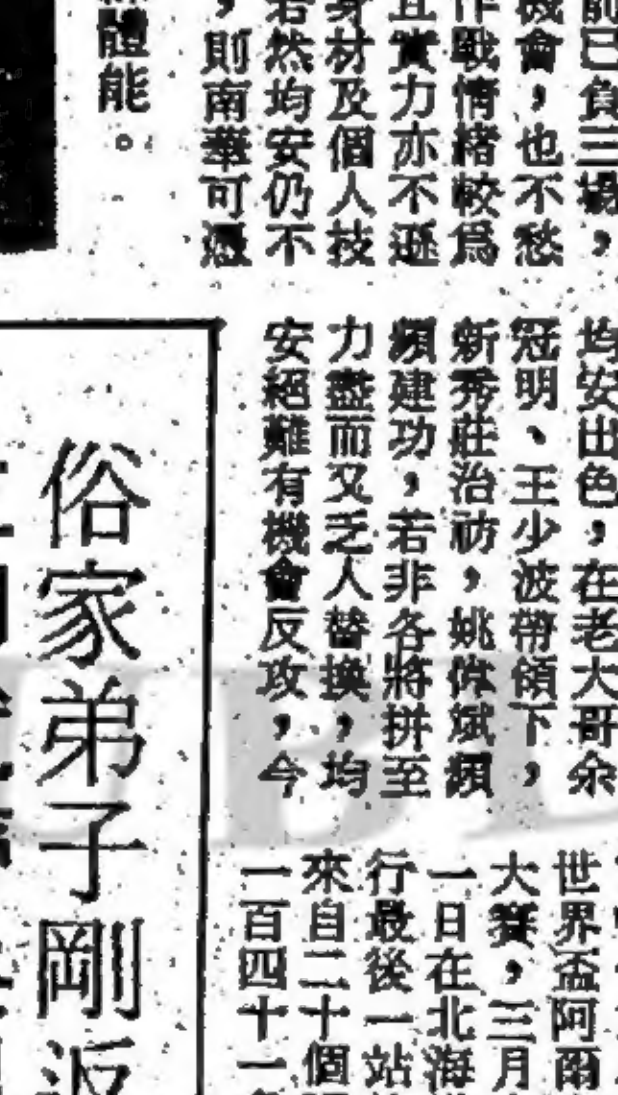 前已負三場，
機會，也不愁
作戰情緒較爲
且實力亦不遜
身材及個人技
若然均安仍不
，則南華可憑
體能。
均安出色，在老大哥余
冠明、王少波帶領下，
新秀莊治訪，姚偉斌頻
頻建功，若非各將拼至
力盡而又乏人替換，均
安絕難有機會反攻，今
世界盃阿爾
大賽，三月
一日在北海
行最後一站
來自二十個
一百四十一
俗家弟子剛返